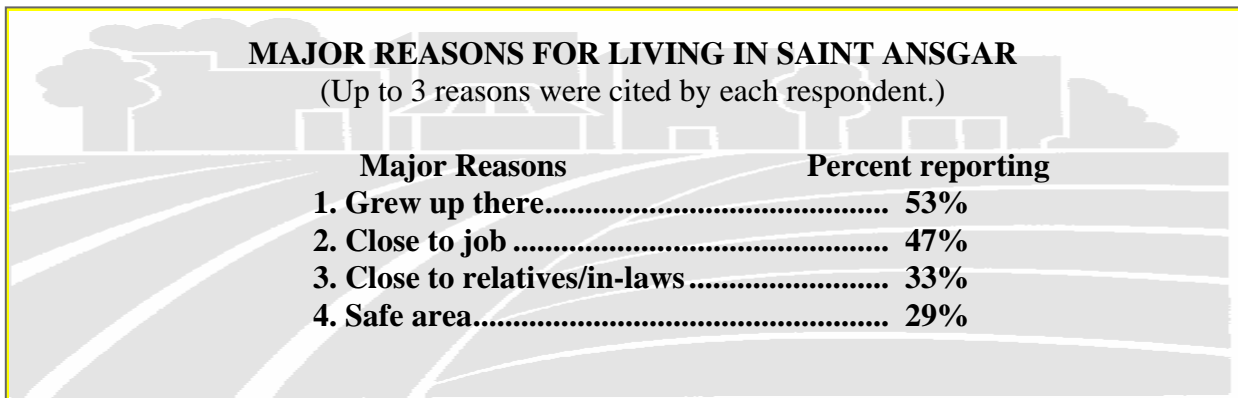 MAJOR REASONS FOR LIVING IN SAINT ANSGAR
(Up to 3 reasons were cited by each respondent.)
Major Reasons Percent reporting
1. Grew up there........................................... 53%
2. Close to job ............................................... 47%
3. Close to relatives/in-laws......................... 33%
4. Safe area.................................................... 29%